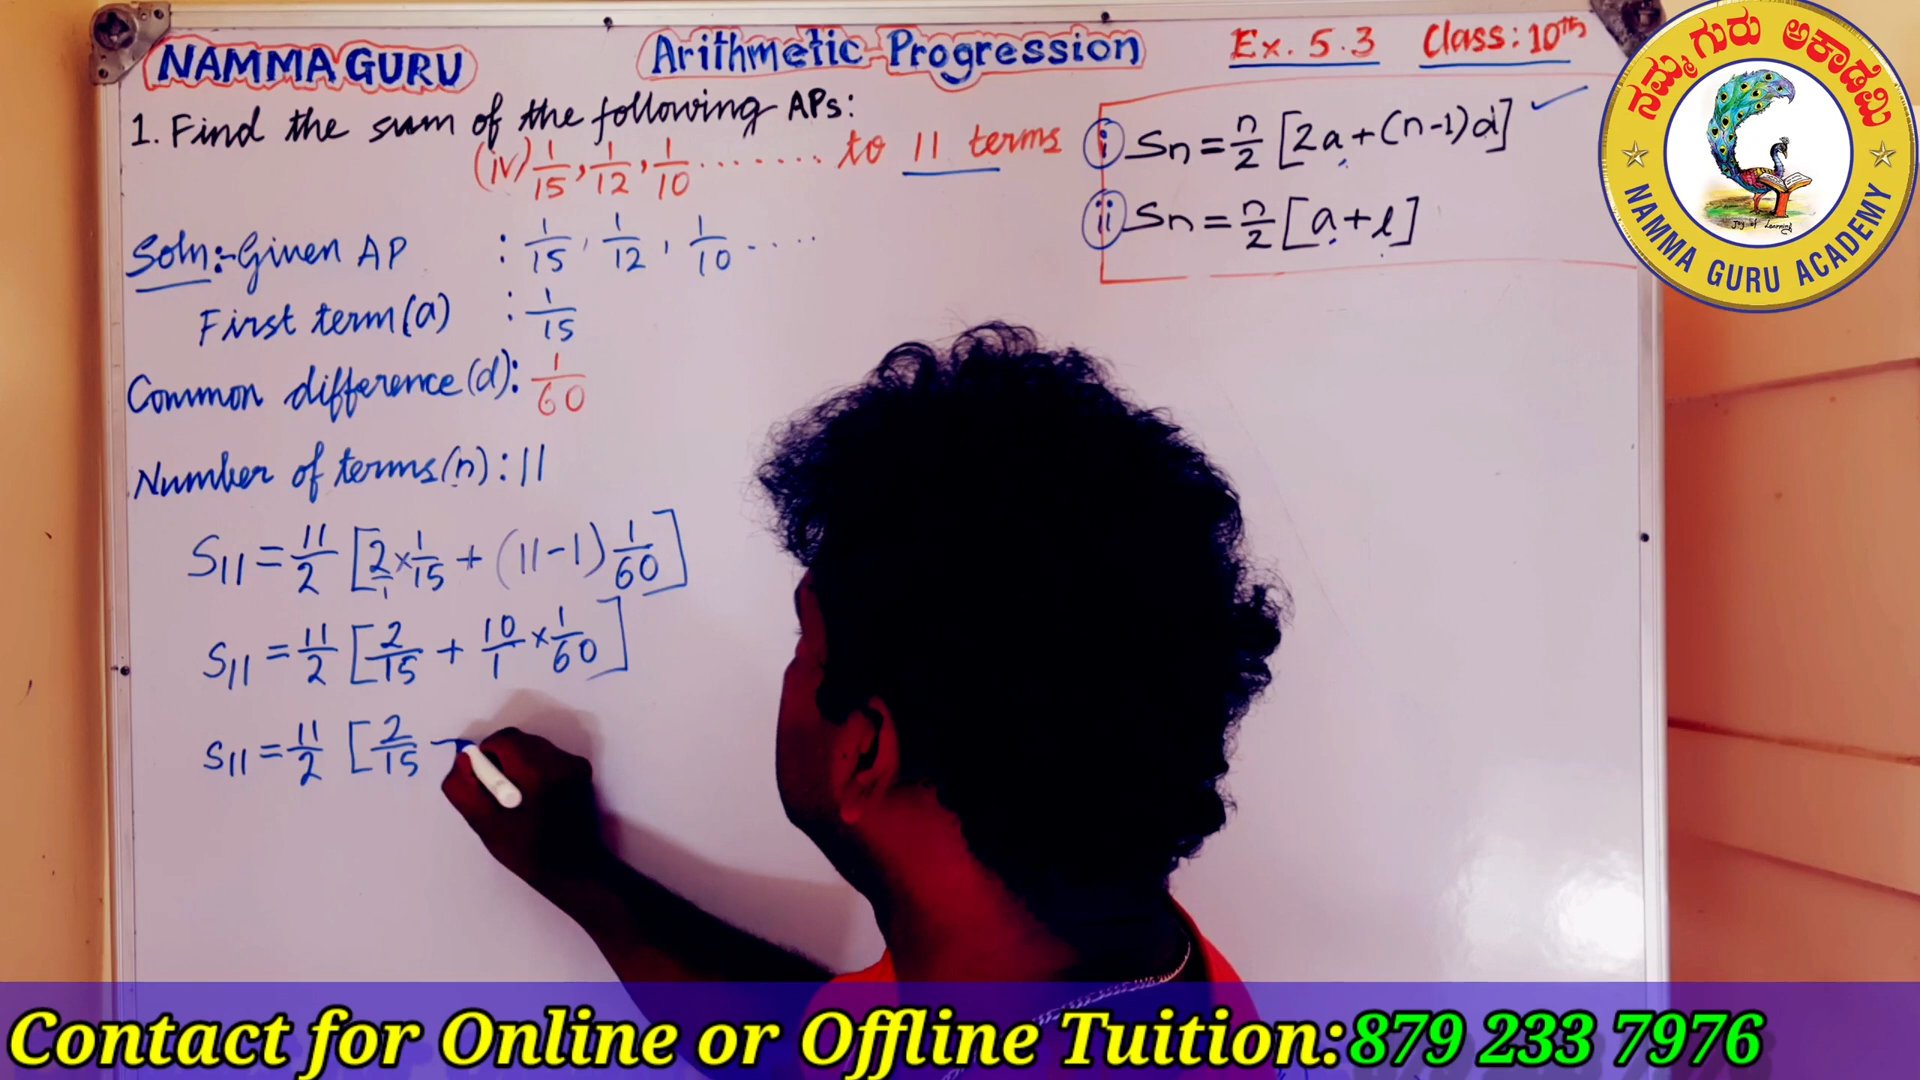 NAMMA GURU
Arithmetic Progression
Ex. 5.3 Class: 10th
1. Find the sum of the following APs:
(iv) 1/15, 1/12, 1/10 ........ to 11 terms
(i) Sn = n/2 [2a + (n-1)d] ✓
(ii) Sn = n/2 [a + l]
Soln:- Given AP : 1/15, 1/12, 1/10 ....
First term (a) : 1/15
Common difference (d): 1/60
Number of terms (n) : 11
S11 = 11/2 [2/1 × 1/15 + (11-1) 1/60]
S11 = 11/2 [2/15 + 10/1 × 1/60]
S11 = 11/2 [2/15
ನಮ್ಮ ಗುರು ಅಕಾಡೆಮಿ
Joy of Learning
NAMMA GURU ACADEMY
Contact for Online or Offline Tuition: 879 233 7976